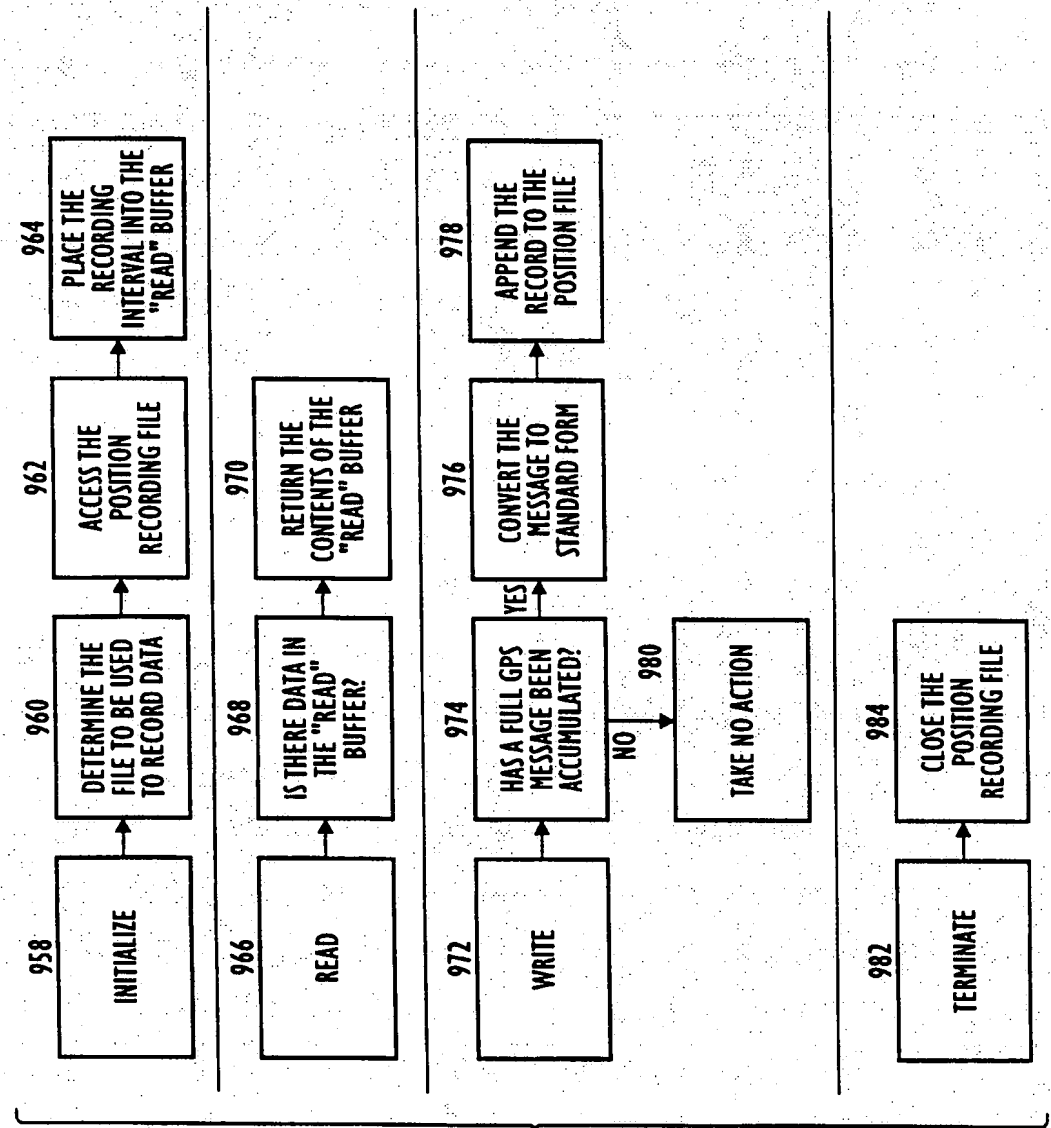 958
INITIALIZE
960
DETERMINE THE
FILE TO BE USED
TO RECORD DATA
962
ACCESS THE
POSITION
RECORDING FILE
964
PLACE THE
RECORDING
INTERVAL INTO THE
"READ" BUFFER
966
READ
968
IS THERE DATA IN
THE "READ"
BUFFER?
970
RETURN THE
CONTENTS OF THE
"READ" BUFFER
972
WRITE
974
HAS A FULL GPS
MESSAGE BEEN
ACCUMULATED?
YES
976
CONVERT THE
MESSAGE TO
STANDARD FORM
978
APPEND THE
RECORD TO THE
POSITION FILE
NO
980
TAKE NO ACTION
982
TERMINATE
984
CLOSE THE
POSITION
RECORDING FILE